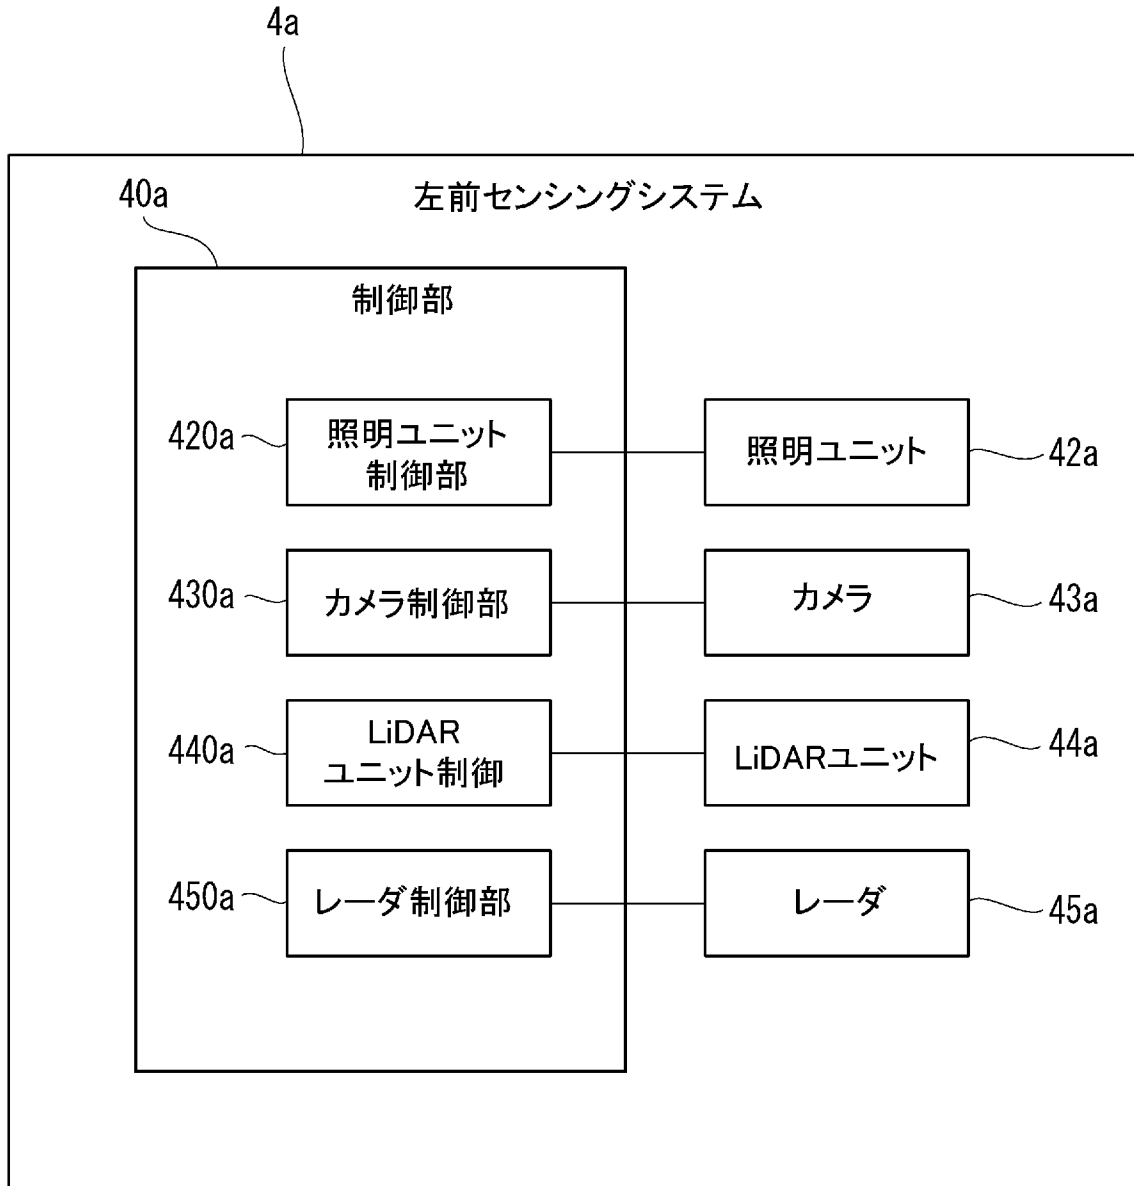 4a
40a
左前センシングシステム
制御部
420a
照明ユニット
制御部
照明ユニット
42a
430a
カメラ制御部
カメラ
43a
440a
LiDAR
ユニット制御
LiDARユニット
44a
450a
レーダ制御部
レーダ
45a